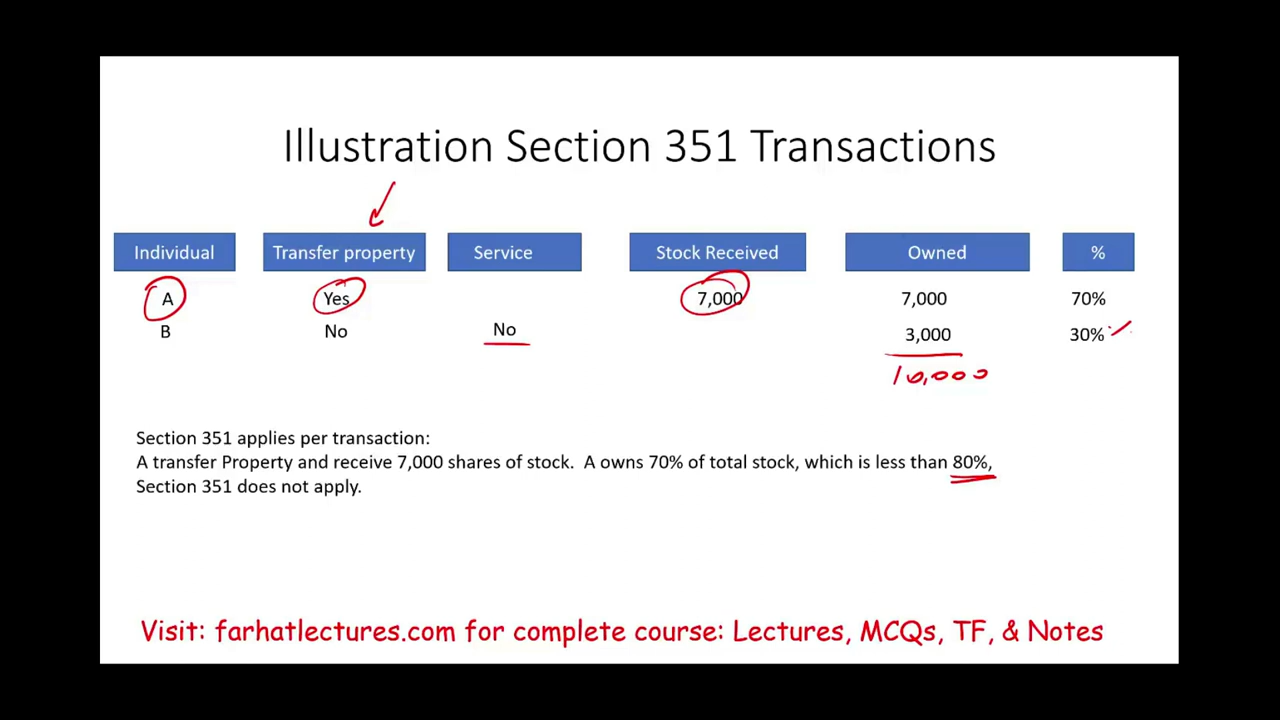 Illustration Section 351 Transactions
Individual Transfer property Service Stock Received Owned %
A Yes 7,000 7,000 70%
B No No 3,000 30%
10,000
Section 351 applies per transaction:
A transfer Property and receive 7,000 shares of stock. A owns 70% of total stock, which is less than 80%,
Section 351 does not apply.
Visit: farhatlectures.com for complete course: Lectures, MCQs, TF, & Notes